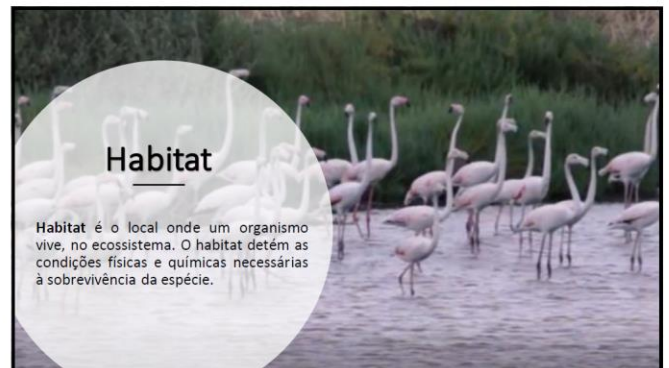 Habitat
Habitat é o local onde um organismo
vive, no ecossistema. O habitat detém as
condições físicas e químicas necessárias
à sobrevivência da espécie.